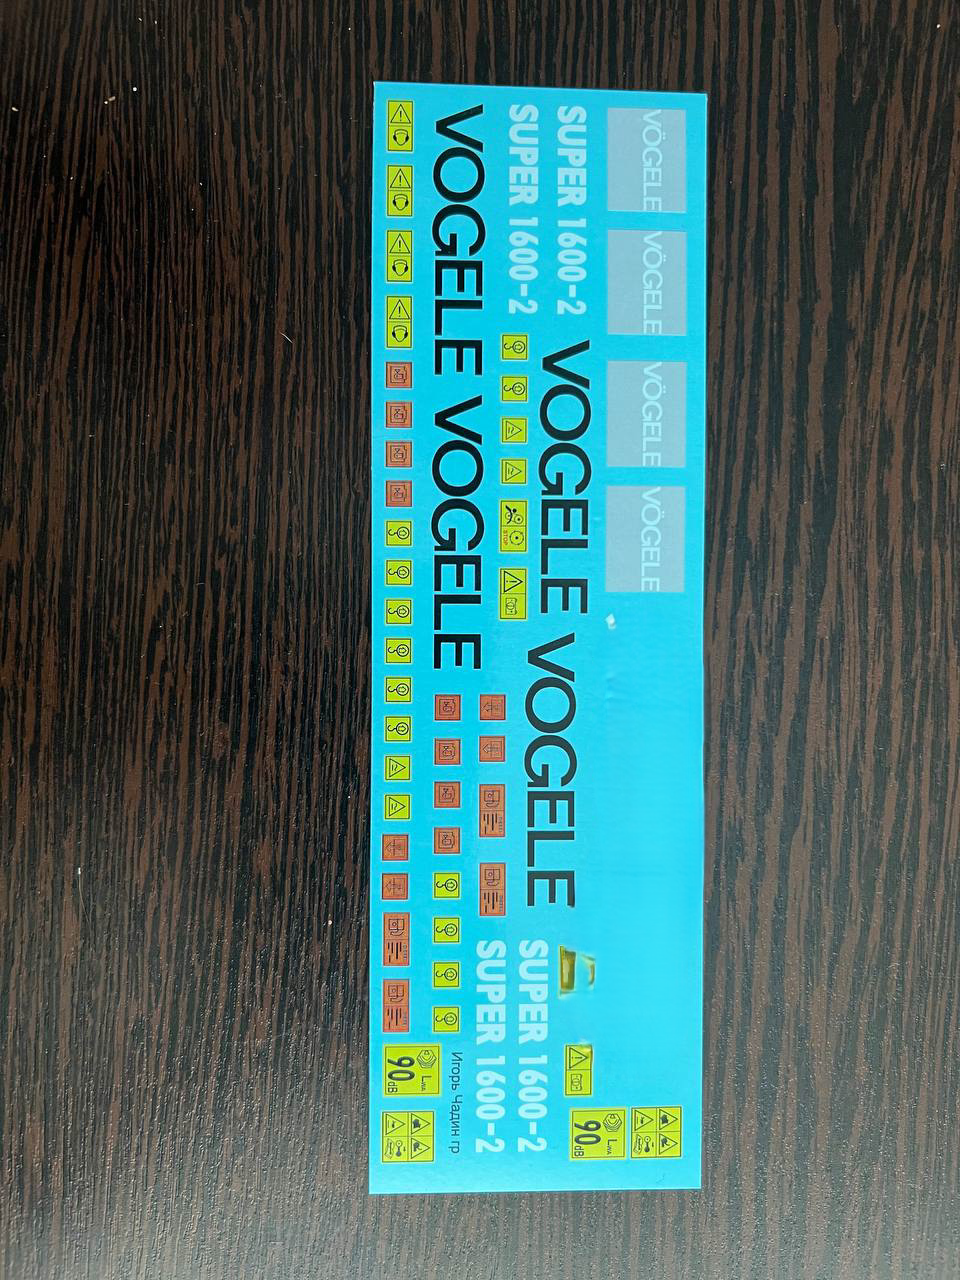 VÖGELE VÖGELE VÖGELE VÖGELE
LWA
90dB
SUPER 1600-2
VOGELE VOGELE
SUPER 1600-2
SUPER 1600-2
STOP
SUPER 1600-2
VOGELE VOGELE
Игорь Чадин гр
LWA
90dB